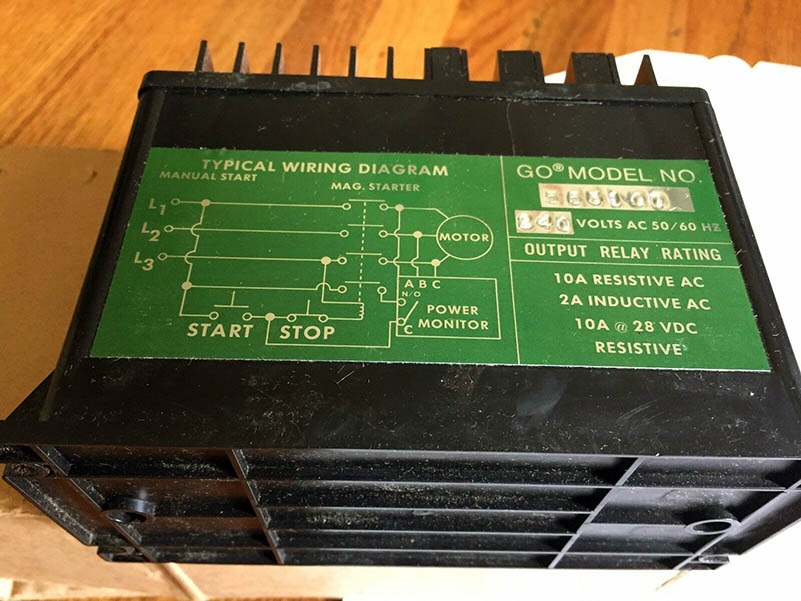 TYPICAL WIRING DIAGRAM
MANUAL START
MAG. STARTER
L1
L2
L3
MOTOR
A B C
N/O
POWER
MONITOR
C
START STOP
GO® MODEL NO.
240 VOLTS AC 50/60 HZ
OUTPUT RELAY RATING
10A RESISTIVE AC
2A INDUCTIVE AC
10A @ 28 VDC
RESISTIVE